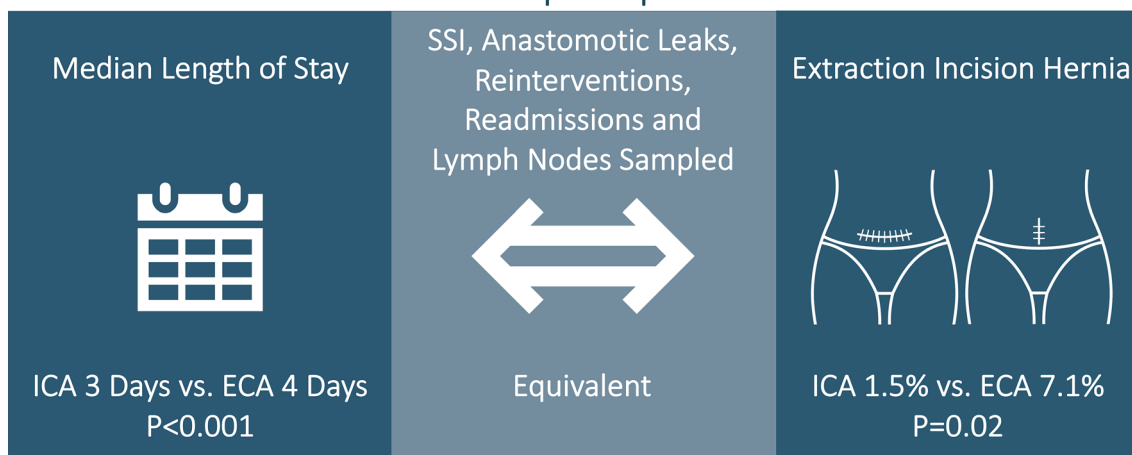 Median Length of Stay
ICA 3 Days vs. ECA 4 Days
P<0.001
SSI, Anastomotic Leaks,
Reinterventions,
Readmissions and
Lymph Nodes Sampled
Equivalent
Extraction Incision Hernia
ICA 1.5% vs. ECA 7.1%
P=0.02